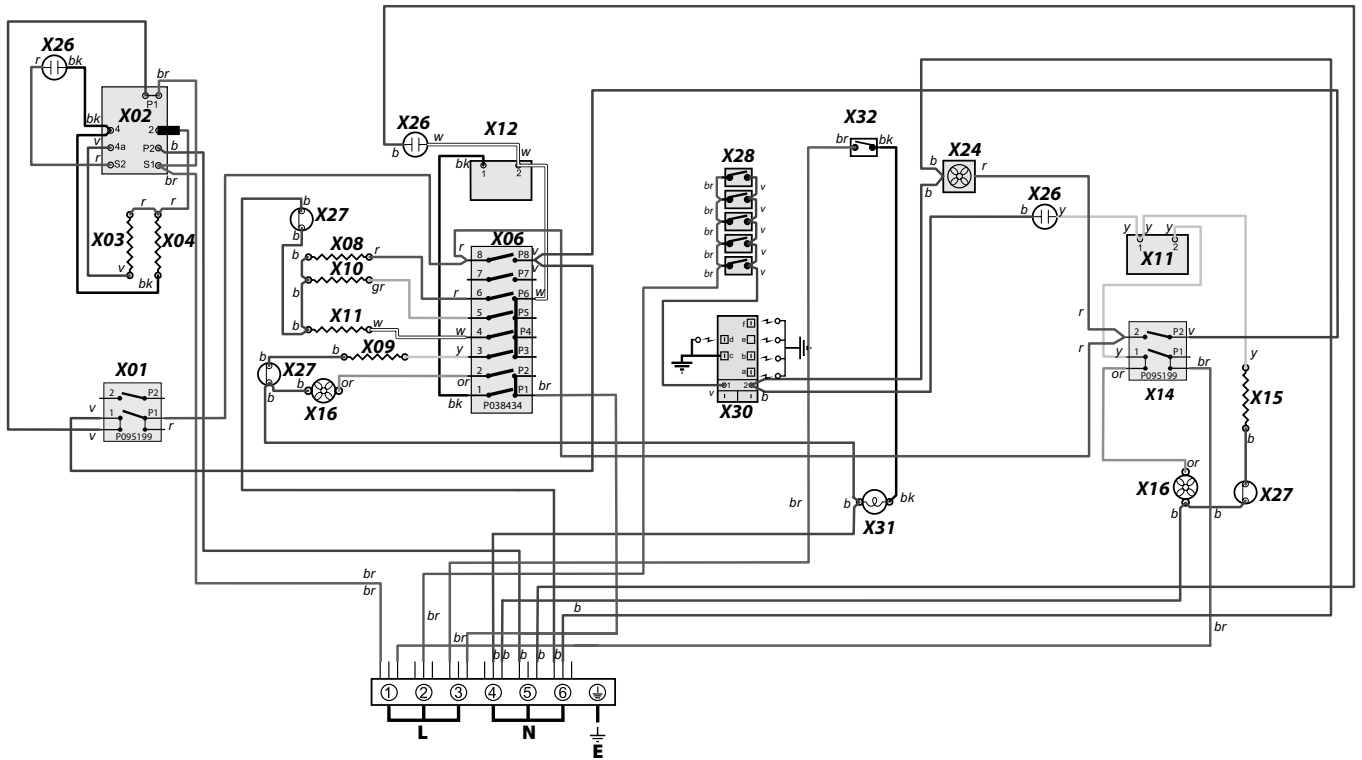 X26
r
bk
br
P1
X02
bk
4
2
v
4a
P2
b
r
S2
S1
br
r
r
X03
X04
v
bk
X01
2
P2
v
1
P1
v
r
P095199
X26
w
b
X12
w
bk
1
2
b
X27
b
X08
r
b
X10
gr
b
X11
w
b
X09
b
b
X27
b
b
or
X16
X06
r
8
P8
v
v
7
P7
r
6
P6
w
5
P5
w
4
P4
y
3
P3
2
P2
or
1
P1
br
bk
P038434
X28
br
v
br
v
br
v
br
v
br
v
f
d
e
c
b
a
1
2
v
b
X30
X32
br
bk
br
b
bk
X31
X24
b
r
b
X26
b
y
y
y
y
1
2
X11
r
2
P2
v
r
y
1
P1
br
or
P095199
X14
y
X15
b
or
X16
X27
b
b
br
br
br
br
b
br
b
b
b
b
b
1
2
3
4
5
6
L
N
E